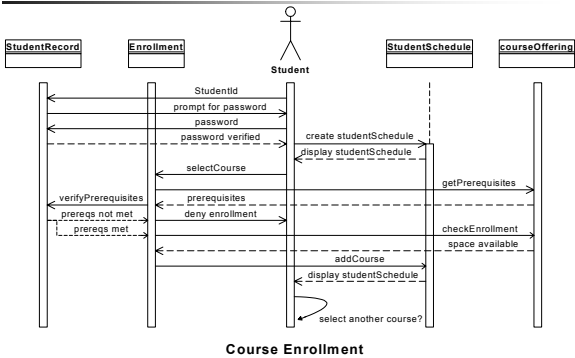 StudentRecord
Enrollment
Student
StudentSchedule
courseOffering
StudentId
prompt for password
password
password verified
create studentSchedule
display studentSchedule
selectCourse
getPrerequisites
verifyPrerequisites
prerequisites
prereqs not met
deny enrollment
prereqs met
checkEnrollment
space available
addCourse
display studentSchedule
select another course?
Course Enrollment